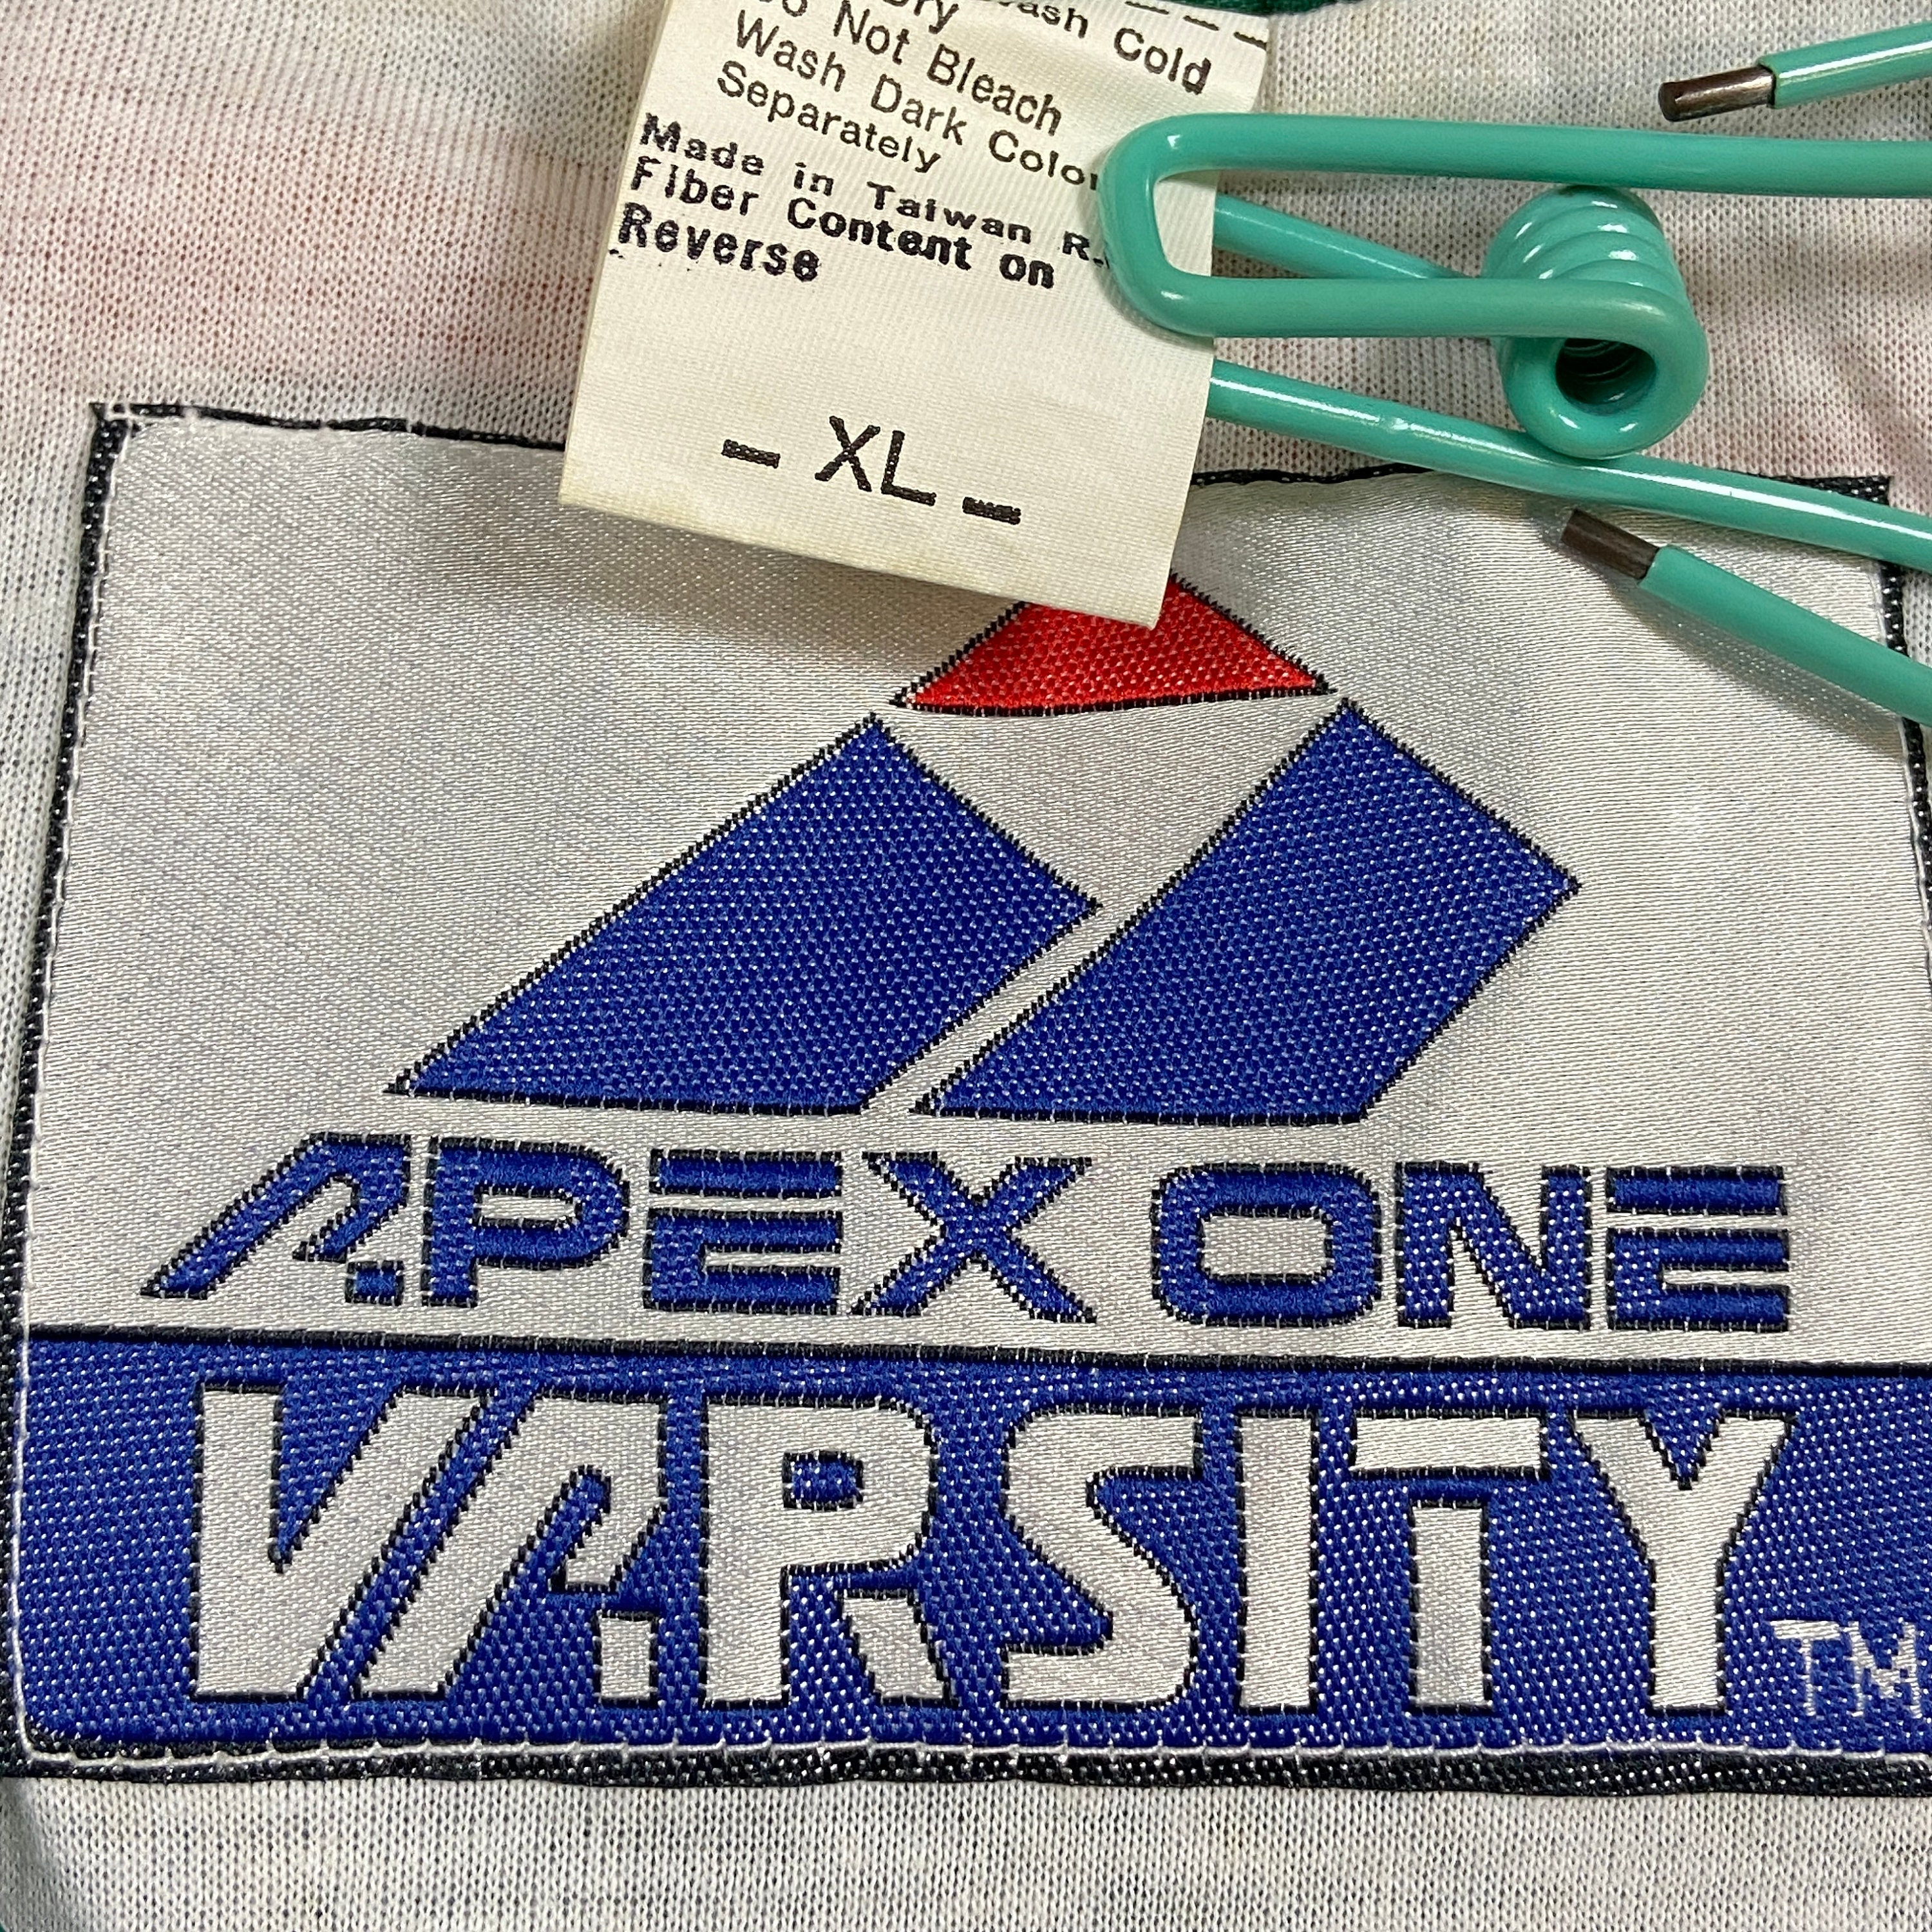 Wash Cold
Not Bleach
Wash Dark
Separately
Made in Taiwan
Fiber Content on
Reverse
- XL -
APEX ONE
VARSITY TM